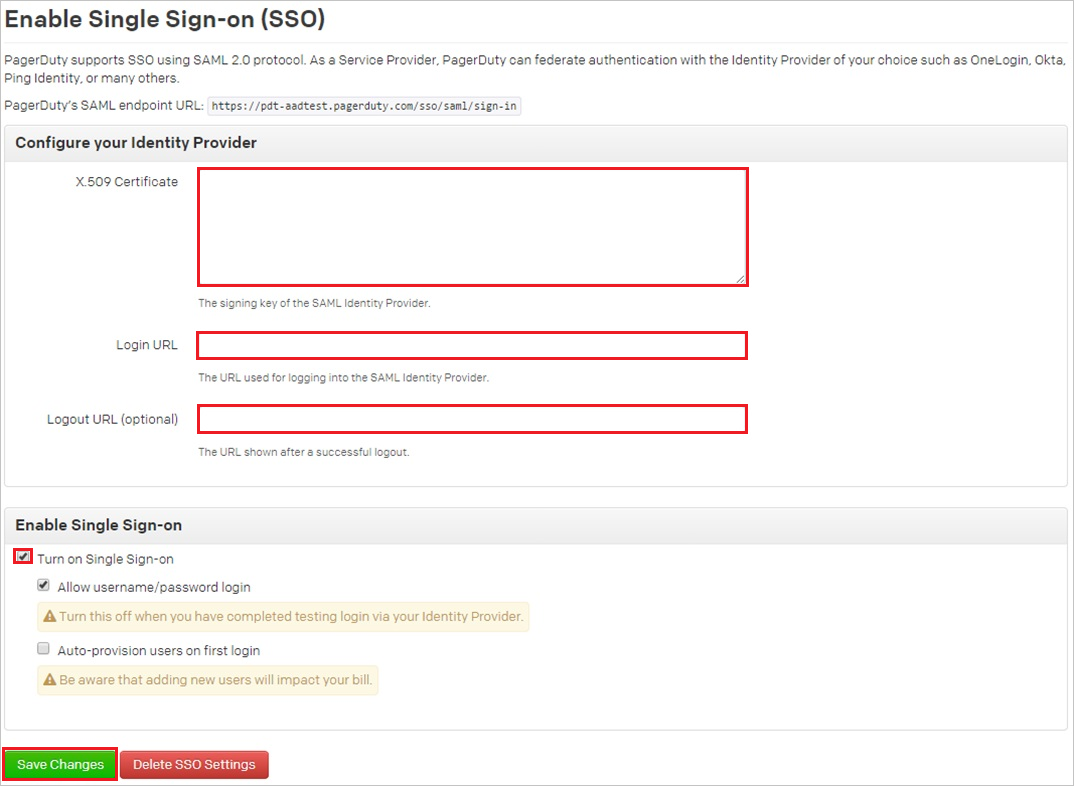 Enable Single Sign-on (SSO)
PagerDuty supports SSO using SAML 2.0 protocol. As a Service Provider, PagerDuty can federate authentication with the Identity Provider of your choice such as OneLogin, Okta,
Ping Identity, or many others.
PagerDuty's SAML endpoint URL: https://pdt-aadtest.pagerduty.com/sso/saml/sign-in
Configure your Identity Provider
X.509 Certificate
The signing key of the SAML Identity Provider.
Login URL
The URL used for logging into the SAML Identity Provider.
Logout URL (optional)
The URL shown after a successful logout.
Enable Single Sign-on
Turn on Single Sign-on
Allow username/password login
Turn this off when you have completed testing login via your Identity Provider.
Auto-provision users on first login
Be aware that adding new users will impact your bill.
Save Changes Delete SSO Settings